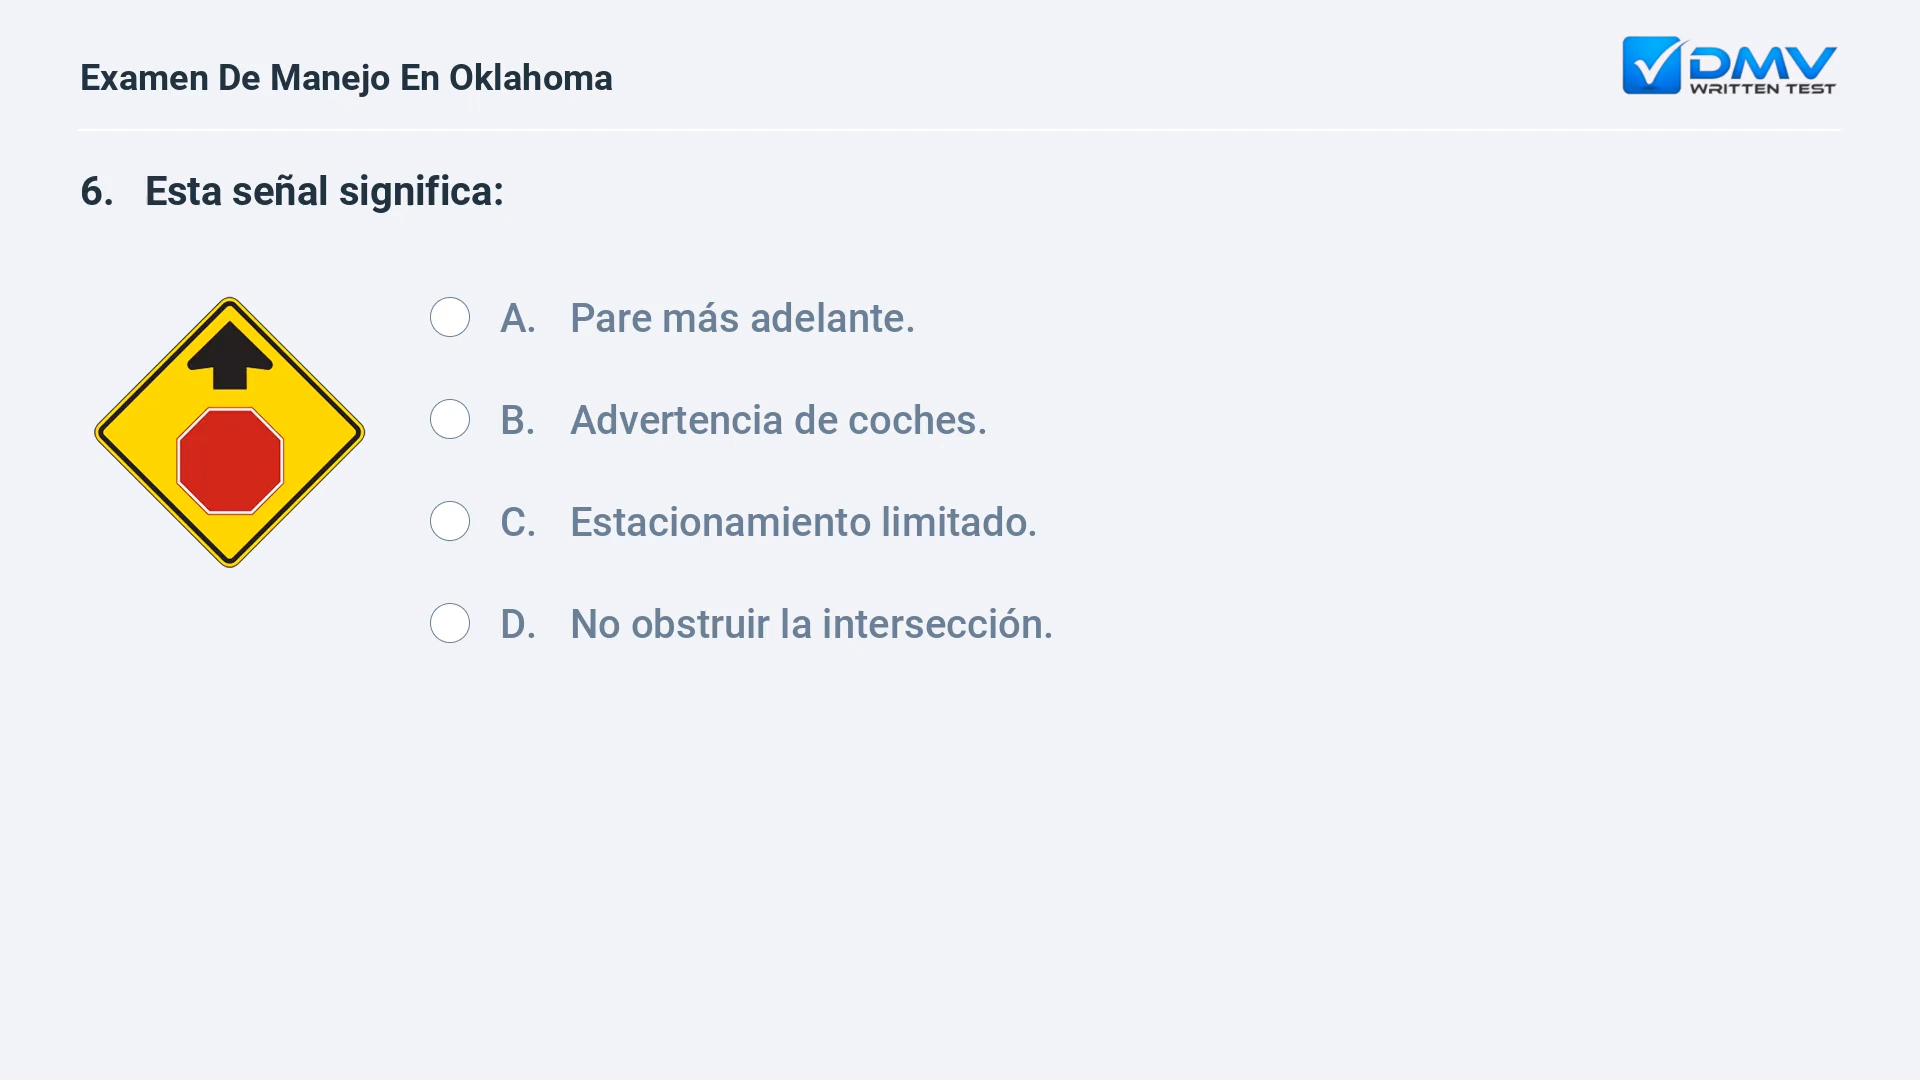 Examen De Manejo En Oklahoma
DMV
WRITTEN TEST
6. Esta señal significa:
A. Pare más adelante.
B. Advertencia de coches.
C. Estacionamiento limitado.
D. No obstruir la intersección.